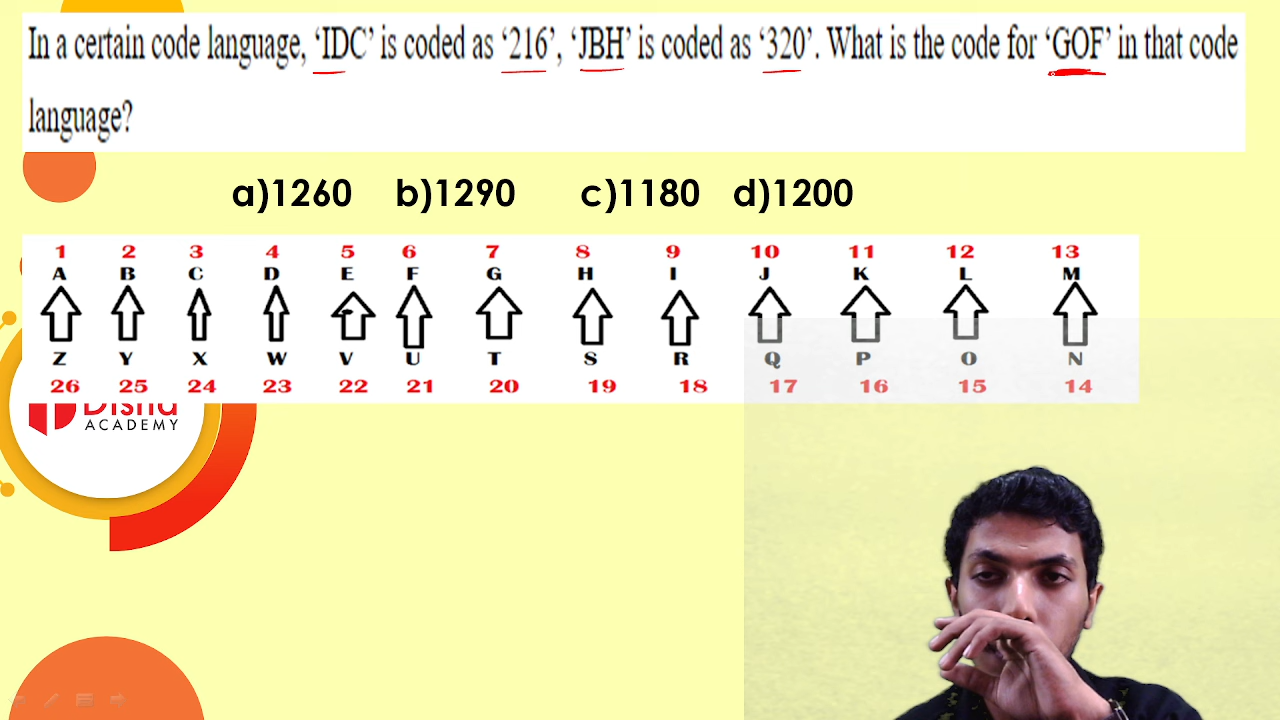 In a certain code language, ‘IDC’ is coded as ‘216’, ‘JBH’ is coded as ‘320’. What is the code for ‘GOF’ in that code
language?
a)1260 b)1290 c)1180 d)1200
1 2 3 4 5 6 7 8 9 10 11 12 13
A B C D E F G H I J K L M
Z Y X W V U T S R Q P O N
26 25 24 23 22 21 20 19 18 17 16 15 14
Disha
ACADEMY